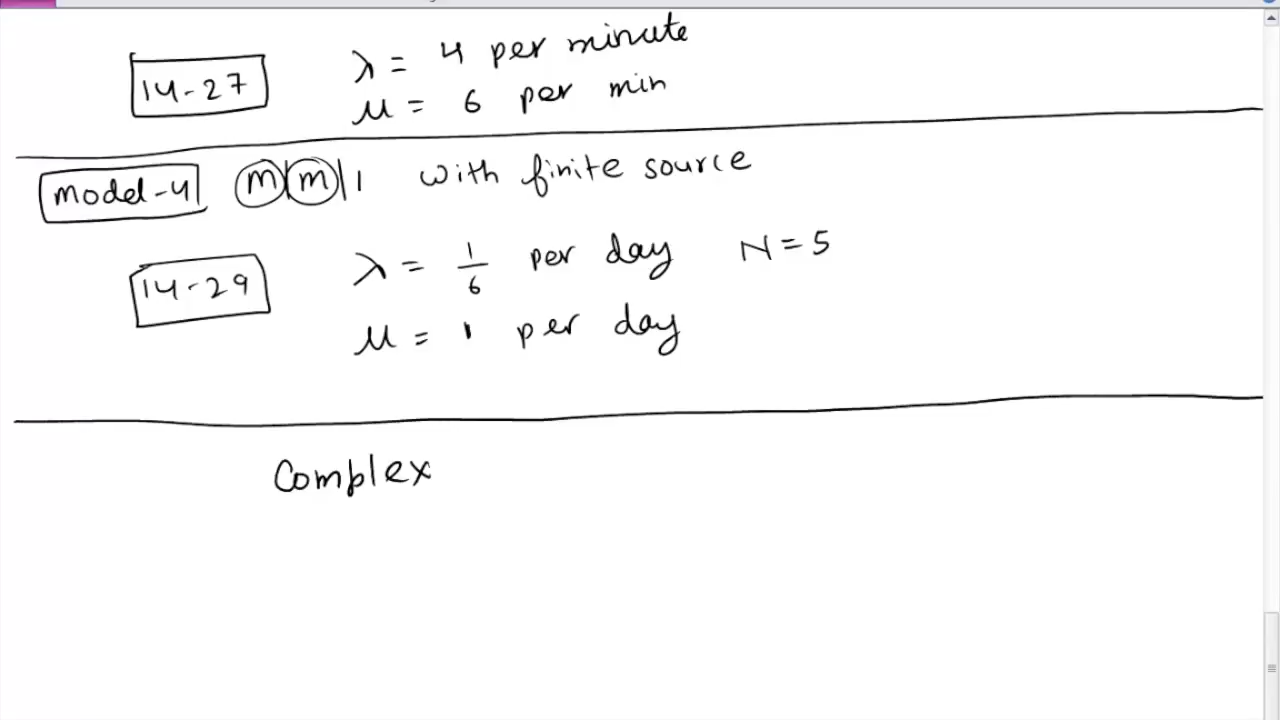 14-27 λ = 4 per minute
μ = 6 per min
model-4 m|m|1 with finite source
14-29 λ = 1/6 per day N = 5
μ = 1 per day
Complex